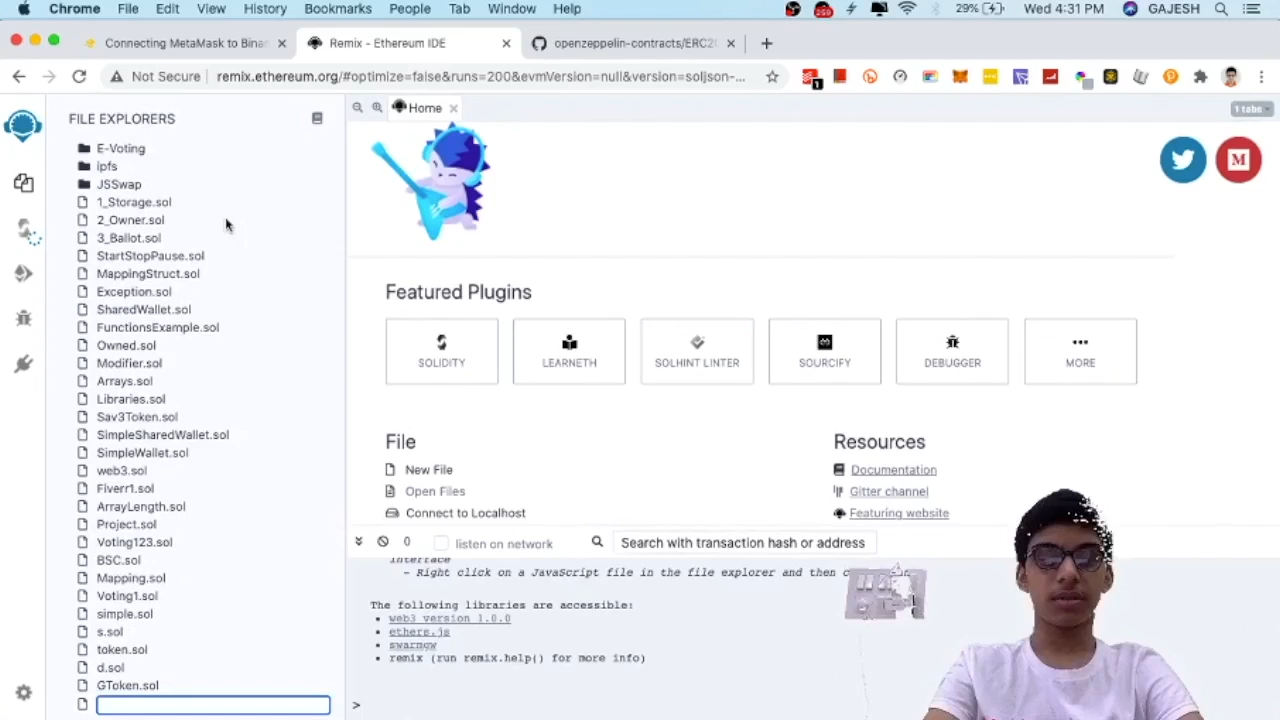 Chrome File Edit View History Bookmarks People Tab Window Help 259 29% Wed 4:31 PM GAJESH
Connecting MetaMask to Binan
Remix - Ethereum IDE
openzeppelin-contracts/ERC20
Not Secure remix.ethereum.org/#optimize=false&runs=200&evmVersion=null&version=soljson-...
FILE EXPLORERS
E-Voting
ipfs
JSSwap
1_Storage.sol
2_Owner.sol
3_Ballot.sol
StartStopPause.sol
MappingStruct.sol
Exception.sol
SharedWallet.sol
FunctionsExample.sol
Owned.sol
Modifier.sol
Arrays.sol
Libraries.sol
Sav3Token.sol
SimpleSharedWallet.sol
SimpleWallet.sol
web3.sol
Fiverr1.sol
ArrayLength.sol
Project.sol
Voting123.sol
BSC.sol
Mapping.sol
Voting1.sol
simple.sol
s.sol
token.sol
d.sol
GToken.sol
Home
1 tabs
Featured Plugins
SOLIDITY
LEARNETH
SOLHINT LINTER
SOURCIFY
DEBUGGER
MORE
File
New File
Open Files
Connect to Localhost
Resources
Documentation
Gitter channel
Featuring website
0 listen on network Search with transaction hash or address
interface
- Right click on a JavaScript file in the file explorer and then c
The following libraries are accessible:
• web3 version 1.0.0
• ethers.js
• swarmgw
• remix (run remix.help() for more info)
>